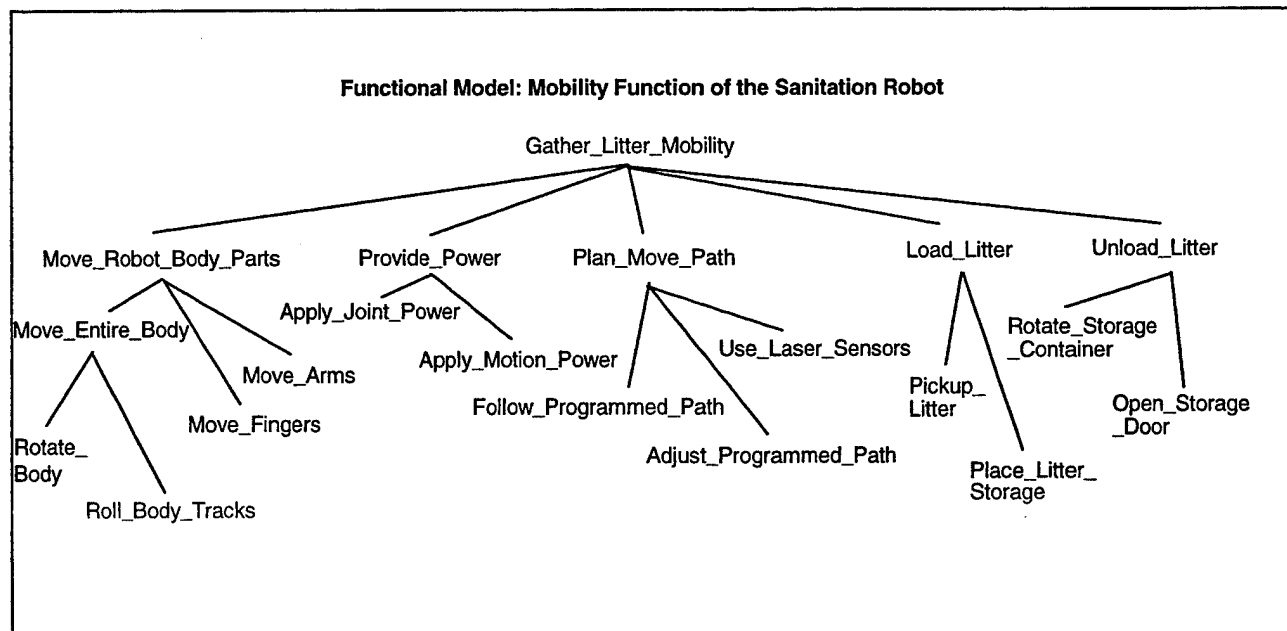 Functional Model: Mobility Function of the Sanitation Robot
Gather_Litter_Mobility
Move_Robot_Body_Parts
Provide_Power
Plan_Move_Path
Load_Litter
Unload_Litter
Move_Entire_Body
Apply_Joint_Power
Rotate_Storage
_Container
Use_Laser_Sensors
Apply_Motion_Power
Move_Arms
Pickup_
Litter
Open_Storage
_Door
Follow_Programmed_Path
Move_Fingers
Rotate_
Body
Adjust_Programmed_Path
Place_Litter_
Storage
Roll_Body_Tracks